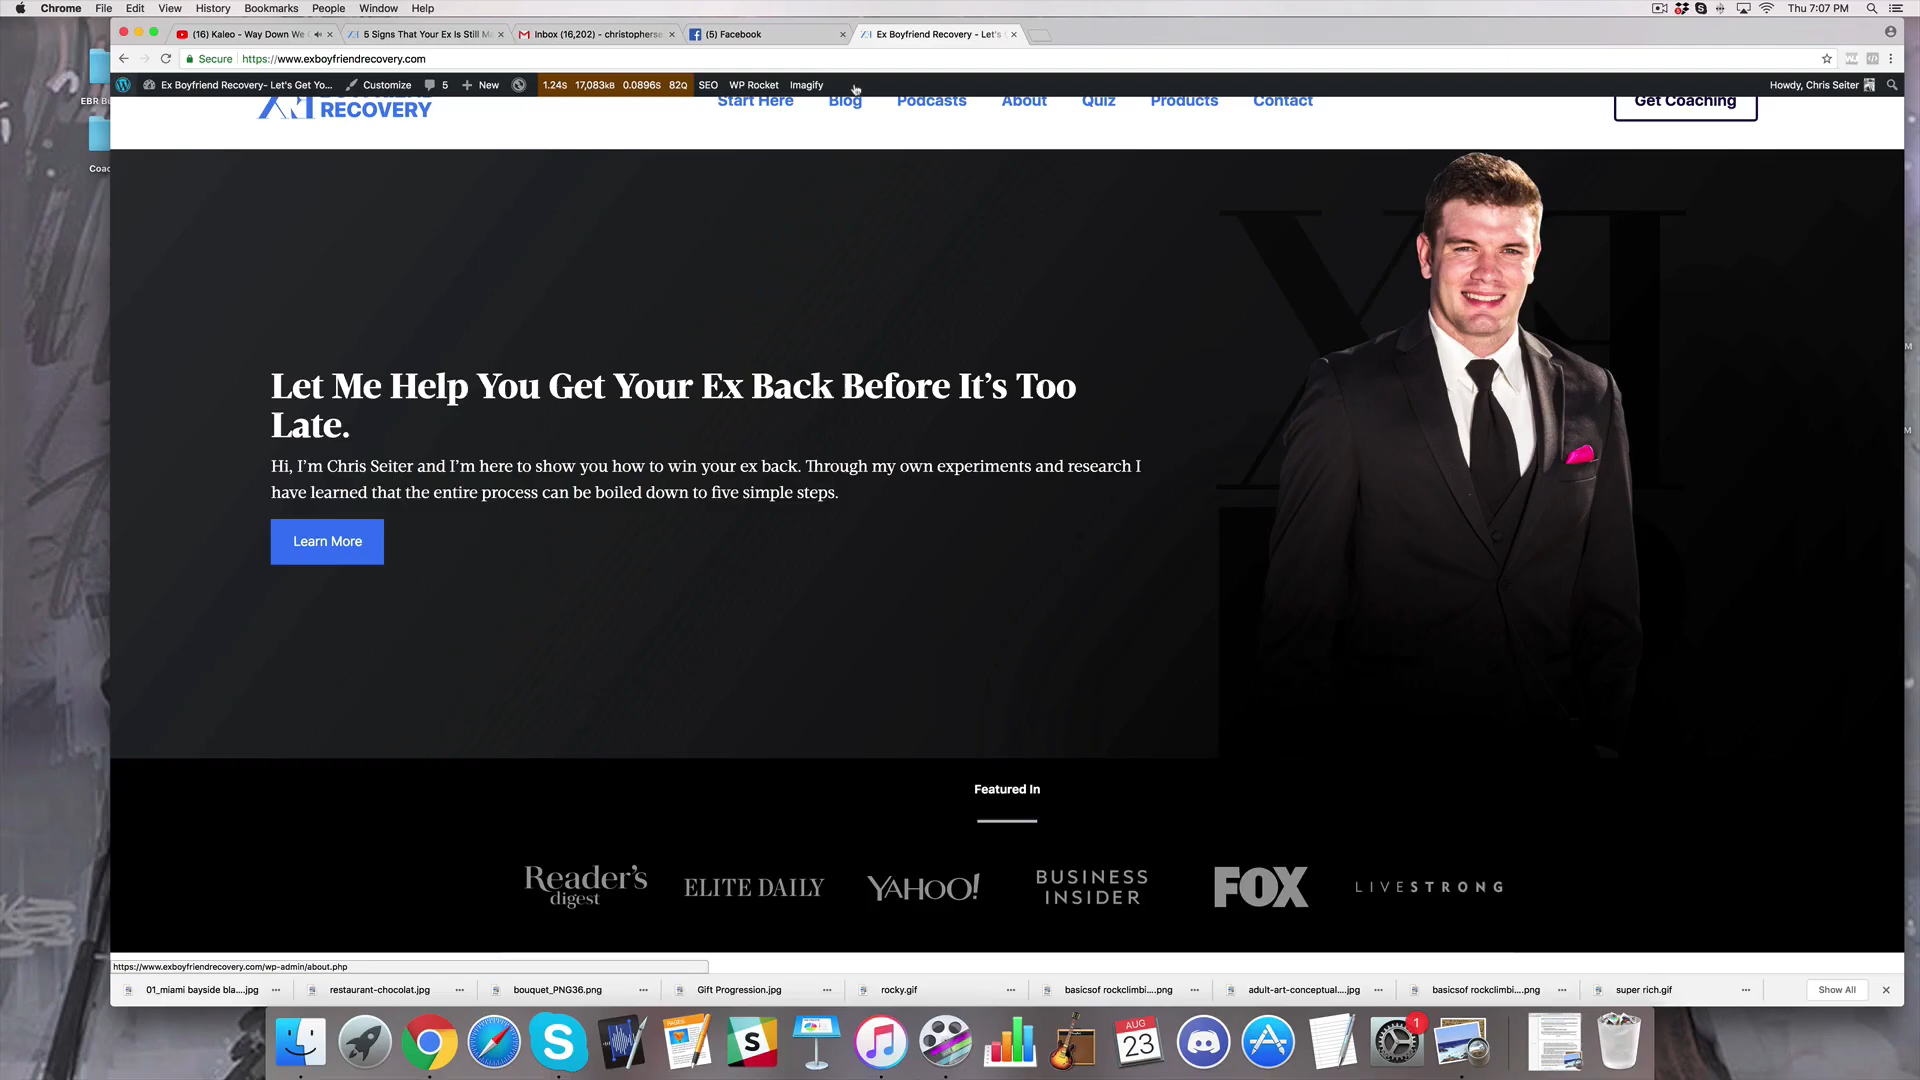 Chrome File Edit View History Bookmarks People Window Help Thu 7:07 PM
(16) Kaleo - Way Down We 5 Signs That Your Ex Is Still M Inbox (16,202) - christopherse (5) Facebook Ex Boyfriend Recovery - Let's
Secure https://www.exboyfriendrecovery.com
Ex Boyfriend Recovery- Let's Get Yo... Customize 5 New 1.24s 17,083kB 0.0896s 82Q SEO WP Rocket Imagify Howdy, Chris Seiter
RECOVERY Start Here Blog Podcasts About Quiz Products Contact Get Coaching
Let Me Help You Get Your Ex Back Before It's Too
Late.
Hi, I'm Chris Seiter and I'm here to show you how to win your ex back. Through my own experiments and research I
have learned that the entire process can be boiled down to five simple steps.
Learn More
Featured In
Reader's digest ELITE DAILY YAHOO! BUSINESS INSIDER FOX LIVESTRONG
https://www.exboyfriendrecovery.com/wp-admin/about.php
01_miami bayside bla....jpg restaurant-chocolat.jpg bouquet_PNG36.png Gift Progression.jpg rocky.gif basicsof rockclimbi....png adult-art-conceptual....jpg basicsof rockclimbi....png super rich.gif Show All
PAGES S S AUG 23 1